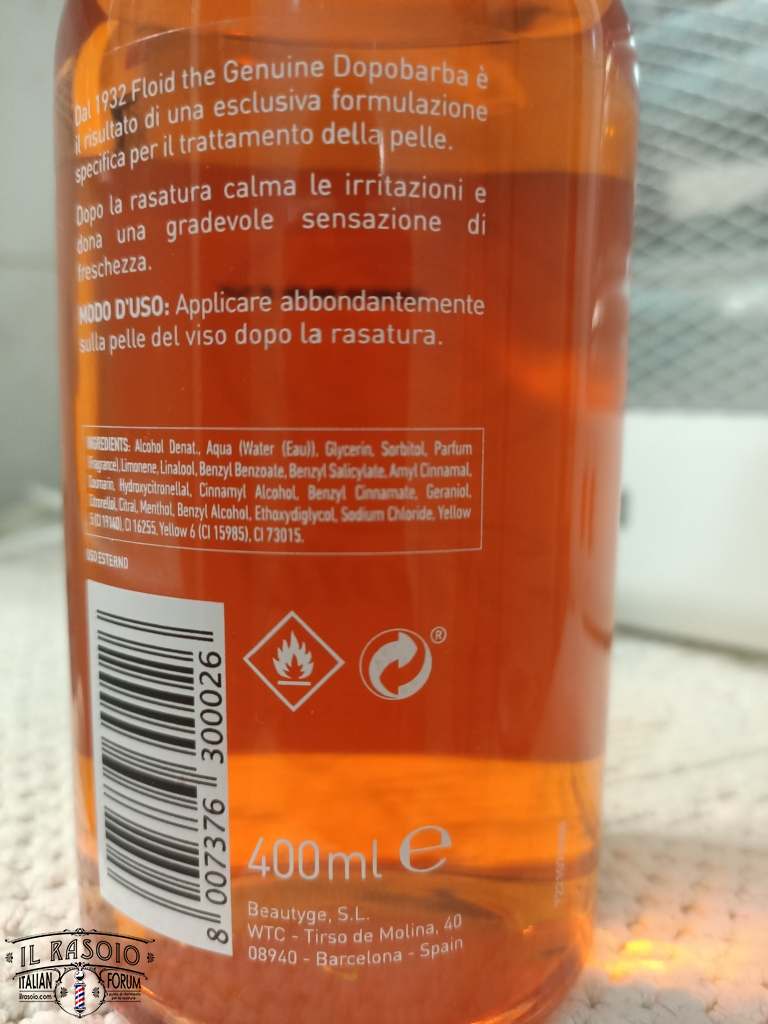 Dal 1932 Floid the Genuine Dopobarba è
il risultato di una esclusiva formulazione
specifica per il trattamento della pelle.
Dopo la rasatura calma le irritazioni e
dona una gradevole sensazione di
freschezza.
MODO D'USO: Applicare abbondantemente
sulla pelle del viso dopo la rasatura.
INGREDIENTS: Alcohol Denat., Aqua (Water (Eau)), Glycerin, Sorbitol, Parfum
(Fragrance), Limonene, Linalool, Benzyl Benzoate, Benzyl Salicylate, Amyl Cinnamal,
Coumarin, Hydroxycitronellal, Cinnamyl Alcohol, Benzyl Cinnamate, Geraniol,
Citronellol, Citral, Menthol, Benzyl Alcohol, Ethoxydiglycol, Sodium Chloride, Yellow
5 (CI 19140), CI 16255, Yellow 6 (CI 15985), CI 73015.
USO ESTERNO
®
8 007376 300026
400ml e
Beautyge, S.L.
WTC - Tirso de Molina, 40
08940 - Barcelona - Spain
IL RASOIO
ITALIAN FORUM
ilrasoio.com